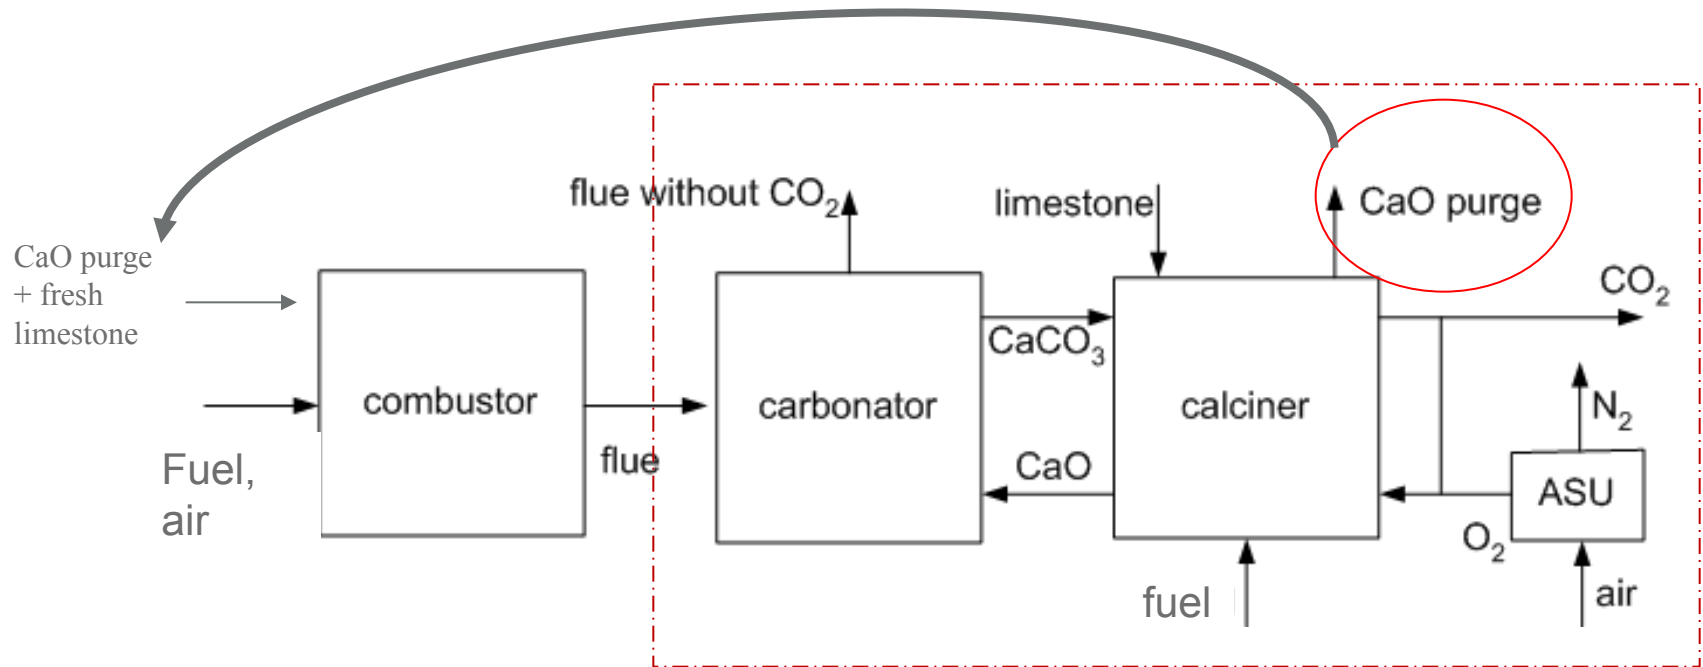 flue without CO₂
limestone
CaO purge
CaO purge
+ fresh
limestone
CO₂
CaCO₃
combustor
carbonator
calciner
N₂
Fuel,
air
flue
CaO
ASU
O₂
fuel
air